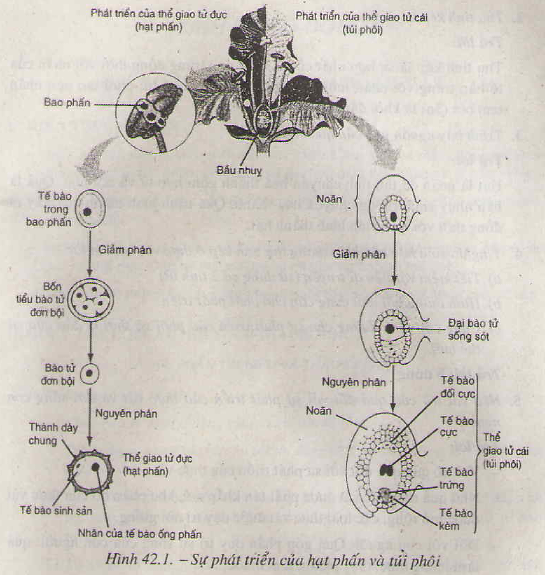 Phát triển của thể giao tử đực
(hạt phấn)
Phát triển của thể giao tử cái
(túi phôi)
Bao phấn
Bầu nhuỵ
Tế bào
trong
bao phấn
Giảm phân
Bốn
tiểu bào tử
đơn bội
Bào tử
đơn bội
Nguyên phân
Thành dày
chung
Thể giao tử đực
(hạt phấn)
Tế bào sinh sản
Nhân của tế bào ống phấn
Noãn
Giảm phân
Đại bào tử
sống sót
Nguyên phân
Noãn
Tế bào
đối cực
Tế bào
cực
Tế bào
trứng
Tế bào
kèm
Thể
giao tử cái
(túi phôi)
Hình 42.1. – Sự phát triển của hạt phấn và túi phôi